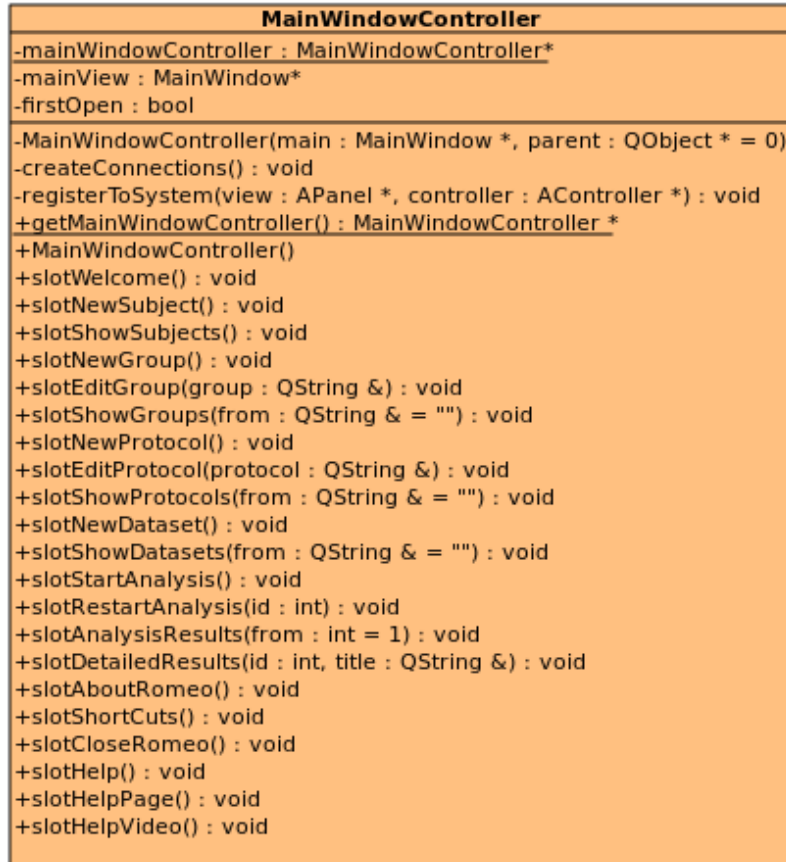 MainWindowController
-mainWindowController : MainWindowController*
-mainView : MainWindow*
-firstOpen : bool
-MainWindowController(main : MainWindow *, parent : QObject * = 0)
-createConnections() : void
-registerToSystem(view : APanel *, controller : AController *) : void
+getMainWindowController() : MainWindowController *
+MainWindowController()
+slotWelcome() : void
+slotNewSubject() : void
+slotShowSubjects() : void
+slotNewGroup() : void
+slotEditGroup(group : QString &) : void
+slotShowGroups(from : QString & = "") : void
+slotNewProtocol() : void
+slotEditProtocol(protocol : QString &) : void
+slotShowProtocols(from : QString & = "") : void
+slotNewDataset() : void
+slotShowDatasets(from : QString & = "") : void
+slotStartAnalysis() : void
+slotRestartAnalysis(id : int) : void
+slotAnalysisResults(from : int = 1) : void
+slotDetailedResults(id : int, title : QString &) : void
+slotAboutRomeo() : void
+slotShortCuts() : void
+slotCloseRomeo() : void
+slotHelp() : void
+slotHelpPage() : void
+slotHelpVideo() : void